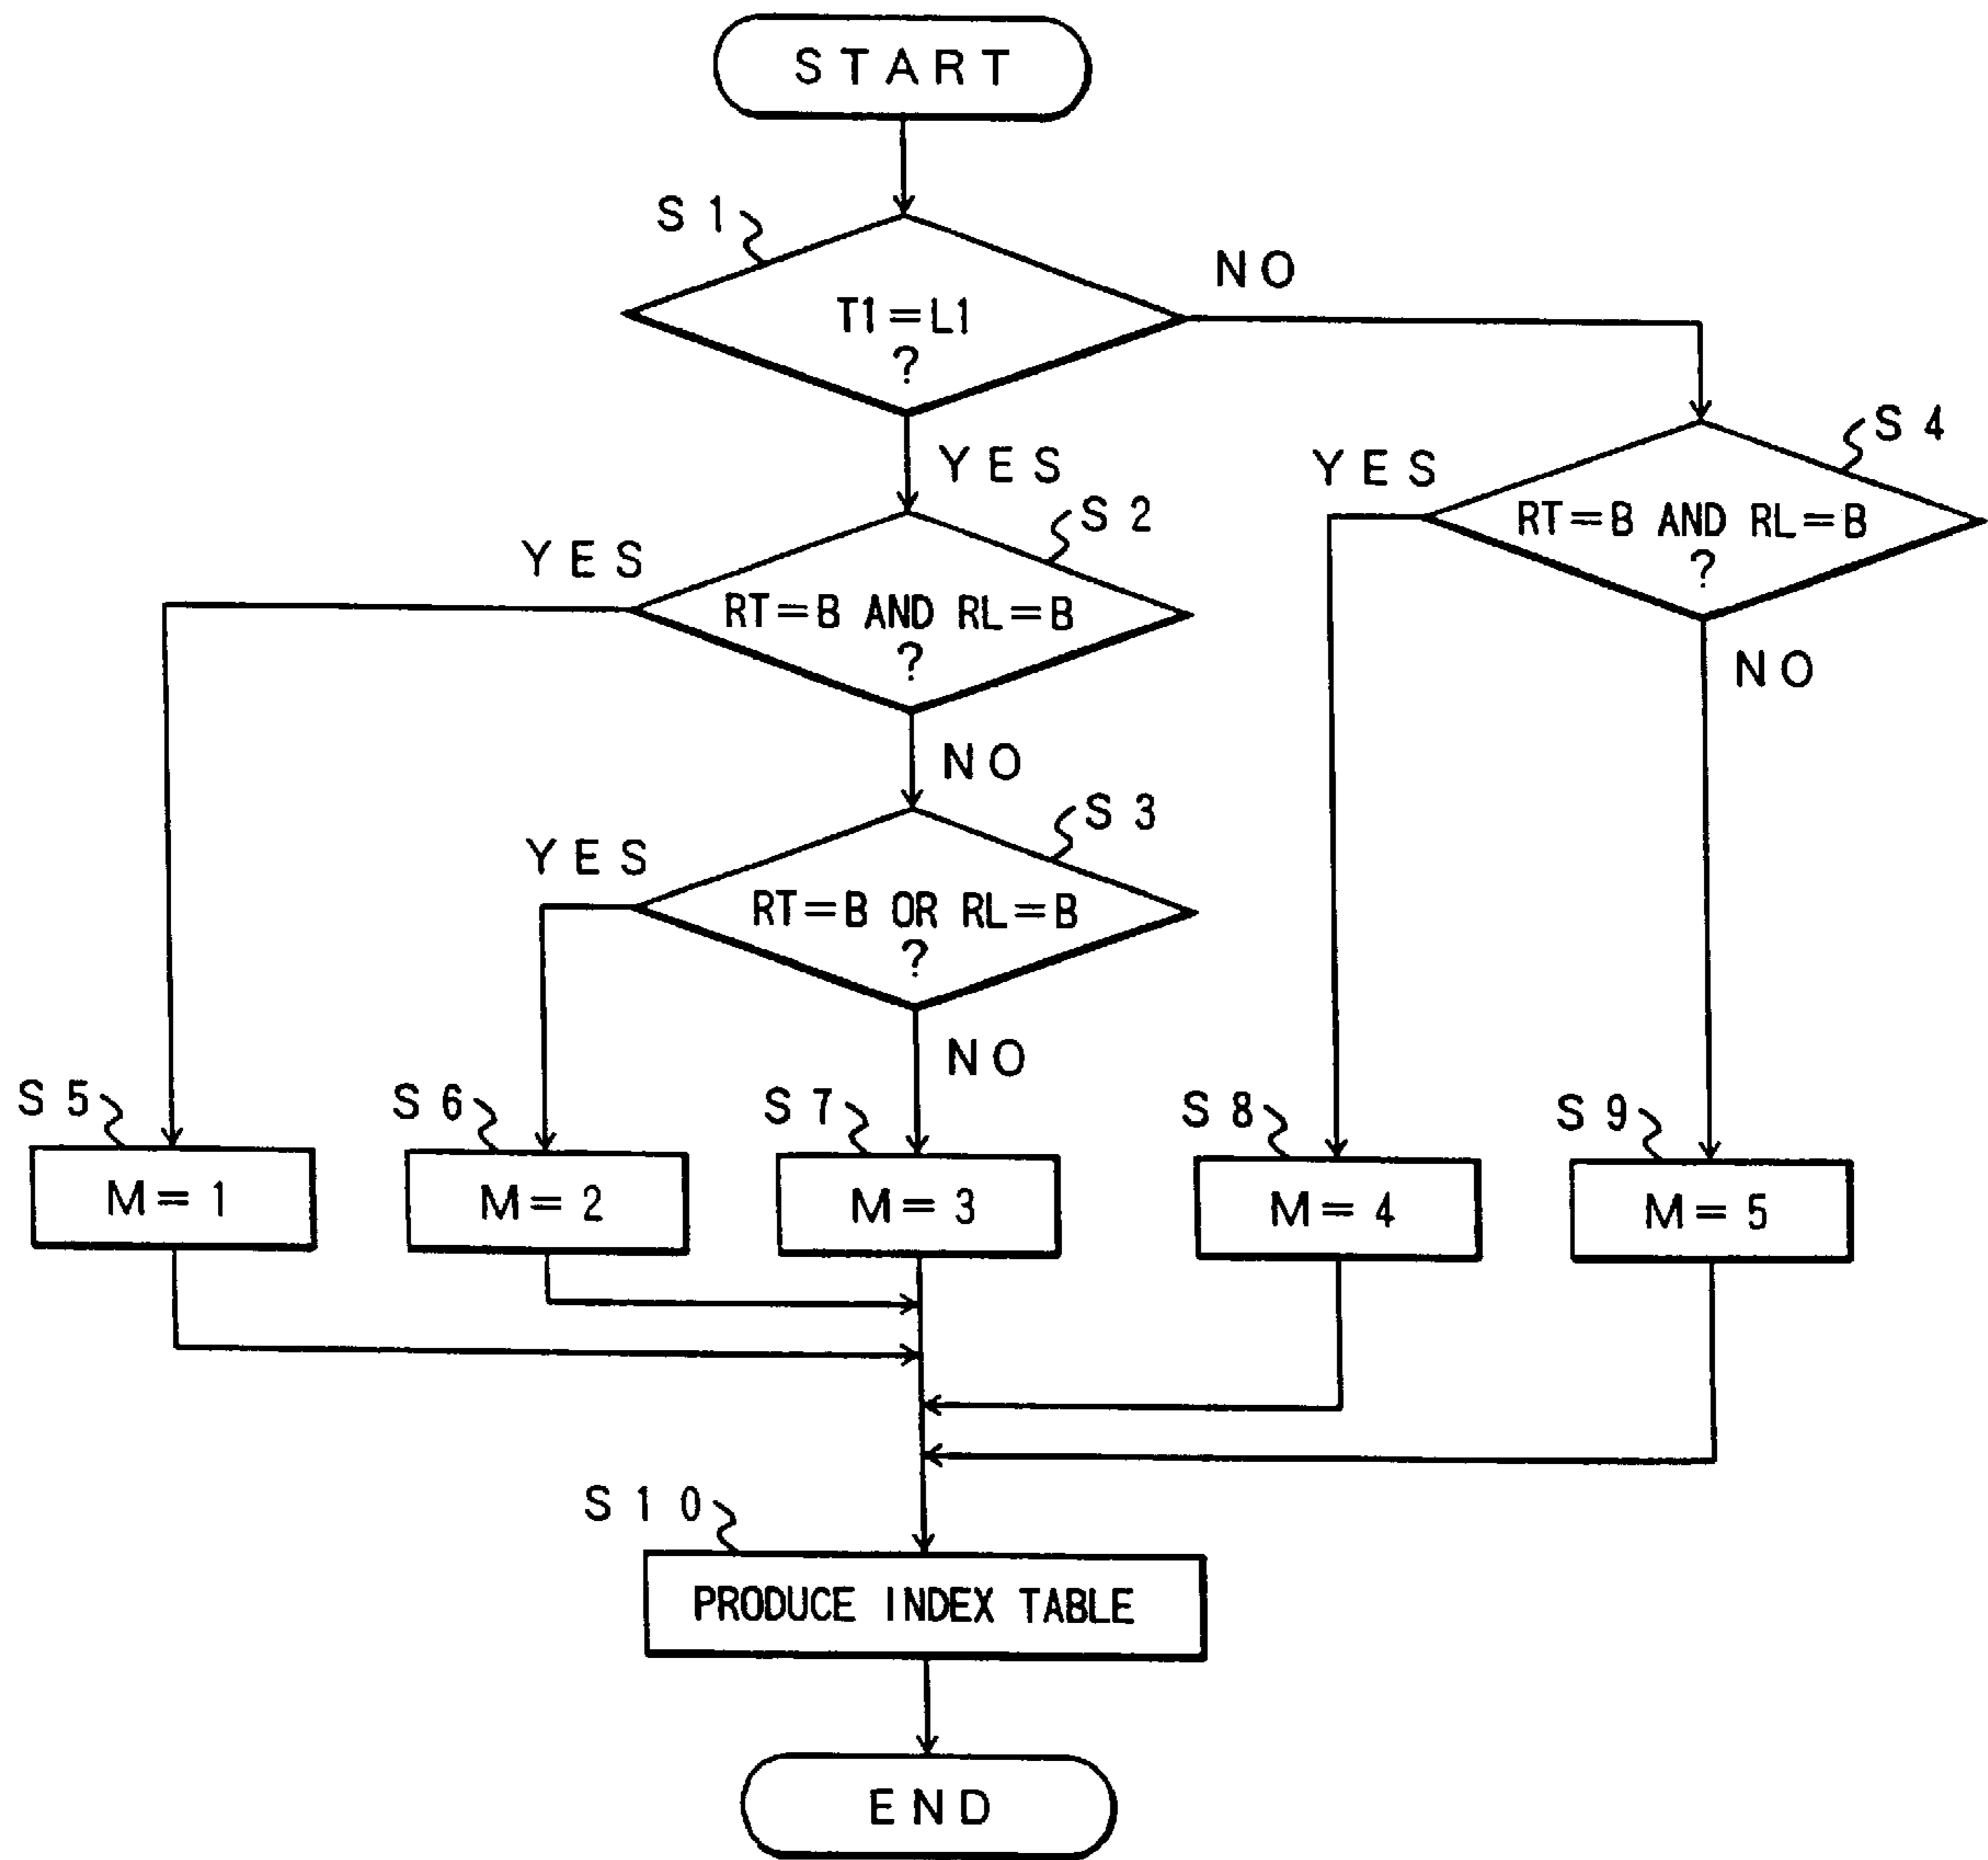 START
S1
T1=L1
?
NO
YES
S2
YES
RT=B AND RL=B
?
S4
YES
RT=B AND RL=B
?
NO
NO
S3
YES
RT=B OR RL=B
?
NO
S5
M=1
S6
M=2
S7
M=3
S8
M=4
S9
M=5
S10
PRODUCE INDEX TABLE
END